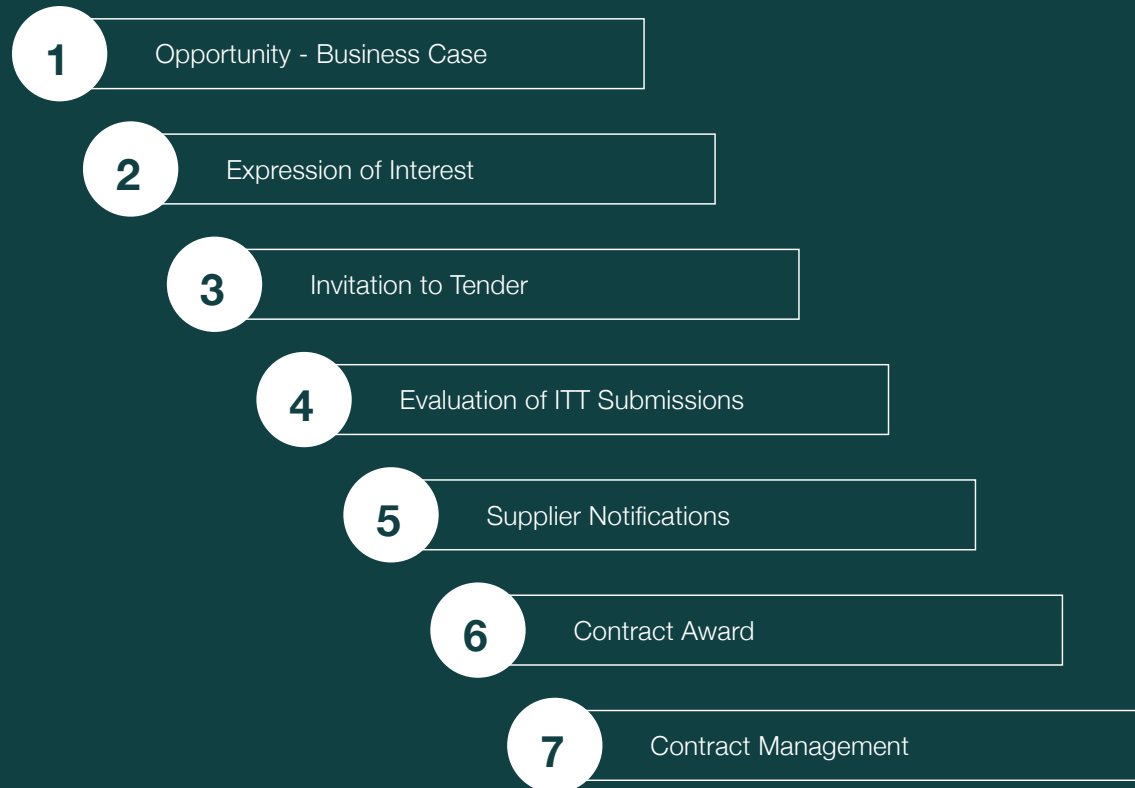 1
Opportunity - Business Case
2
Expression of Interest
3
Invitation to Tender
4
Evaluation of ITT Submissions
5
Supplier Notifications
6
Contract Award
7
Contract Management